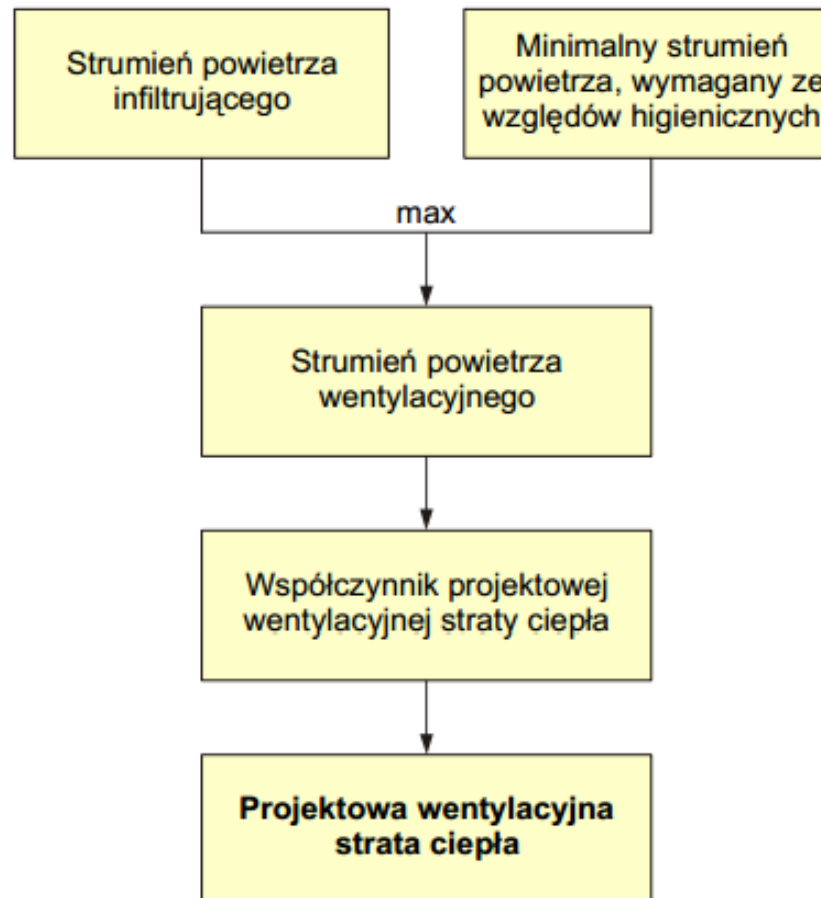 Strumień powietrza
infiltrującego
Minimalny strumień
powietrza, wymagany ze
względów higienicznych
max
Strumień powietrza
wentylacyjnego
Współczynnik projektowej
wentylacyjnej straty ciepła
Projektowa wentylacyjna
strata ciepła